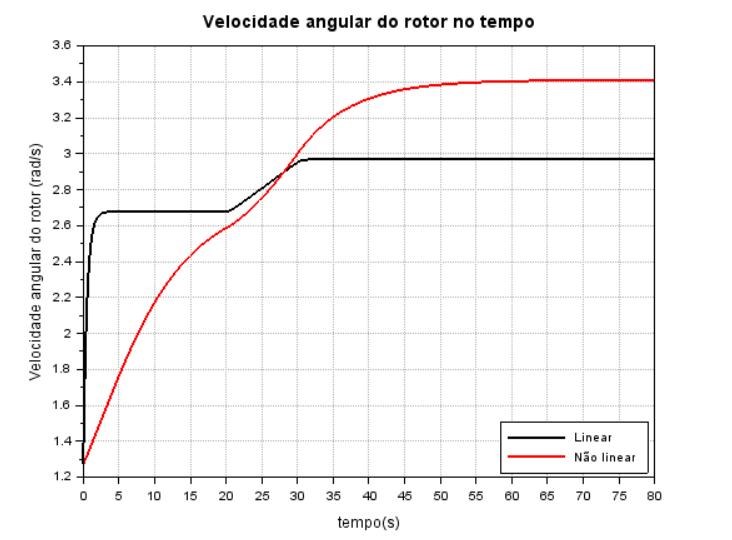 Velocidade angular do rotor no tempo
Velocidade angular do rotor (rad/s)
3.6
3.4
3.2
3
2.8
2.6
2.4
2.2
2
1.8
1.6
1.4
1.2
0 5 10 15 20 25 30 35 40 45 50 55 60 65 70 75 80
tempo(s)
Linear
Não linear